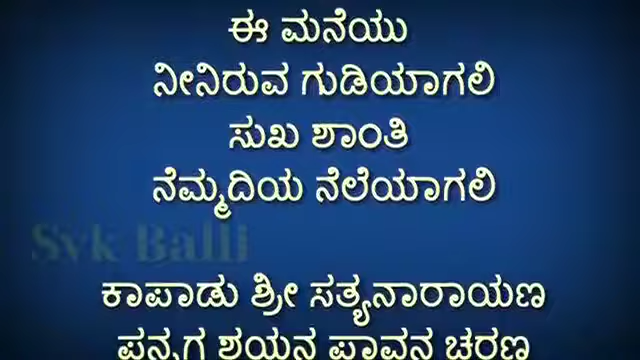 ಈ ಮನೆಯು
ನೀನಿರುವ ಗುಡಿಯಾಗಲಿ
ಸುಖ ಶಾಂತಿ
ನೆಮ್ಮದಿಯ ನೆಲೆಯಾಗಲಿ
Svk Balli
ಕಾಪಾಡು ಶ್ರೀ ಸತ್ಯನಾರಾಯಣ
ಪನ್ನಗ ಶಯನ ಪಾವನ ಚರಣ